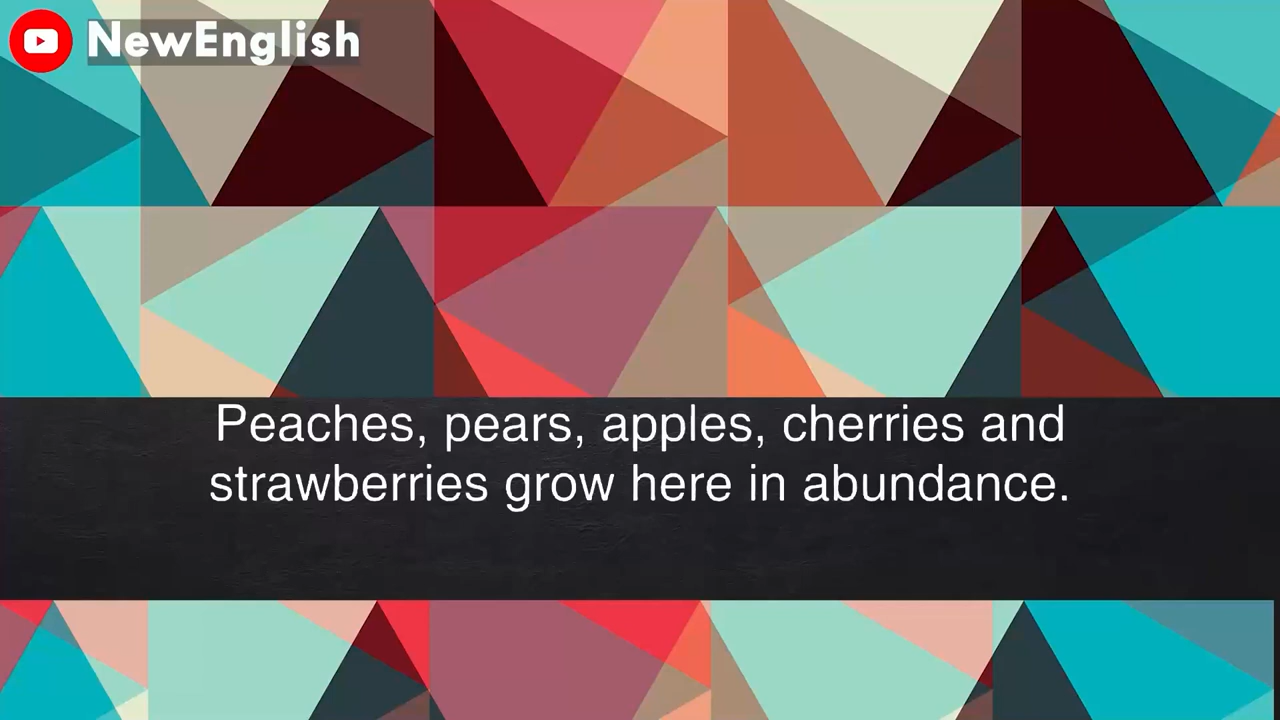 NewEnglish
Peaches, pears, apples, cherries and
strawberries grow here in abundance.